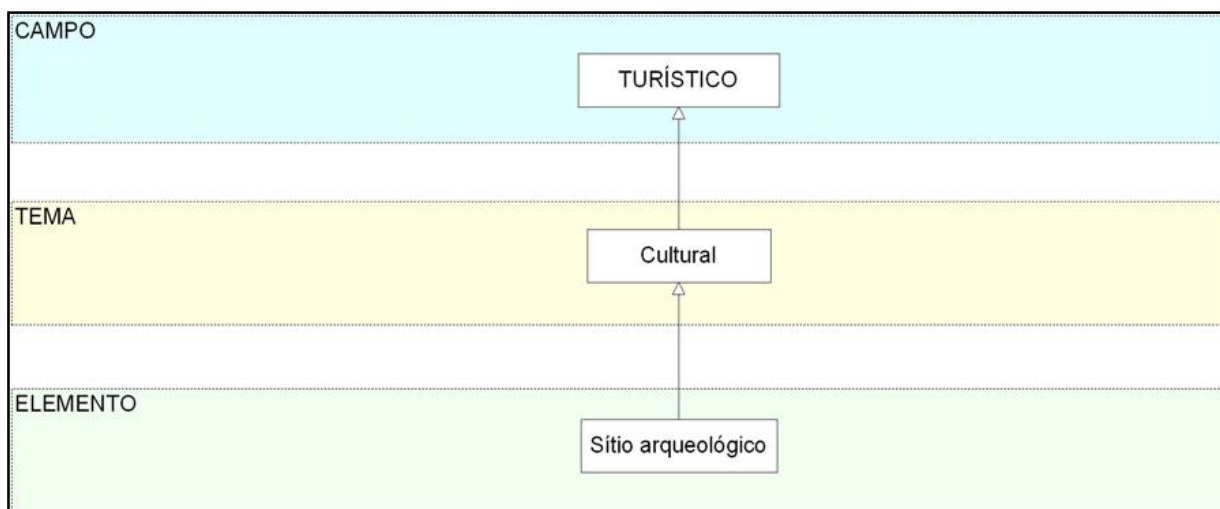 CAMPO
TURÍSTICO
TEMA
Cultural
ELEMENTO
Sítio arqueológico